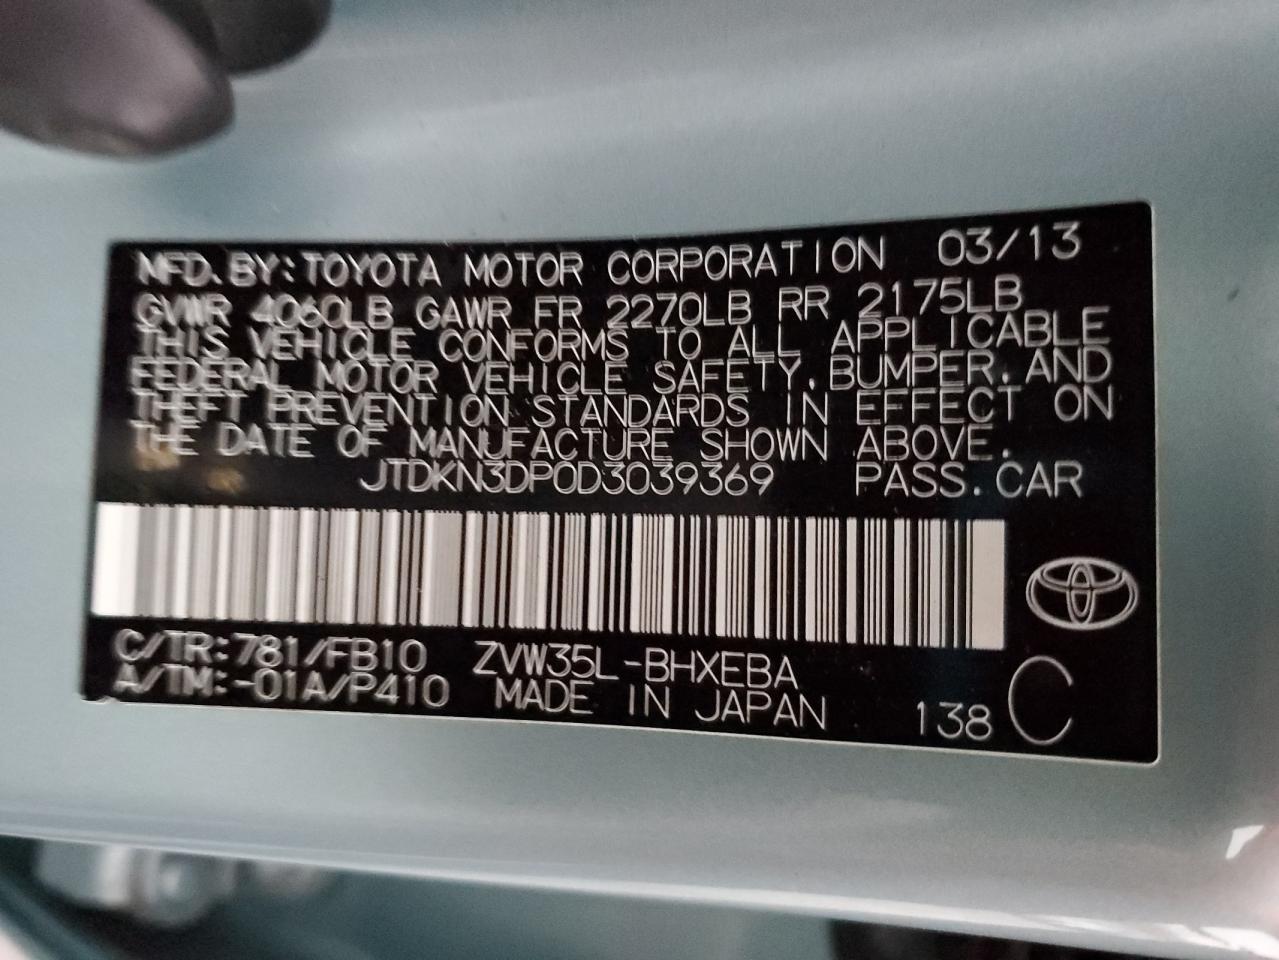 MFD.BY:TOYOTA MOTOR CORPORATION 03/13
GVWR 4060LB GAWR FR 2270LB RR 2175LB
THIS VEHICLE CONFORMS TO ALL APPLICABLE
FEDERAL MOTOR VEHICLE SAFETY,BUMPER,AND
THEFT PREVENTION STANDARDS IN EFFECT ON
THE DATE OF MANUFACTURE SHOWN ABOVE.
JTDKN3DP0D3039369 PASS.CAR
C/TR:781/FB10 ZVW35L-BHXEBA
A/TM:-01A/P410 MADE IN JAPAN 138 C